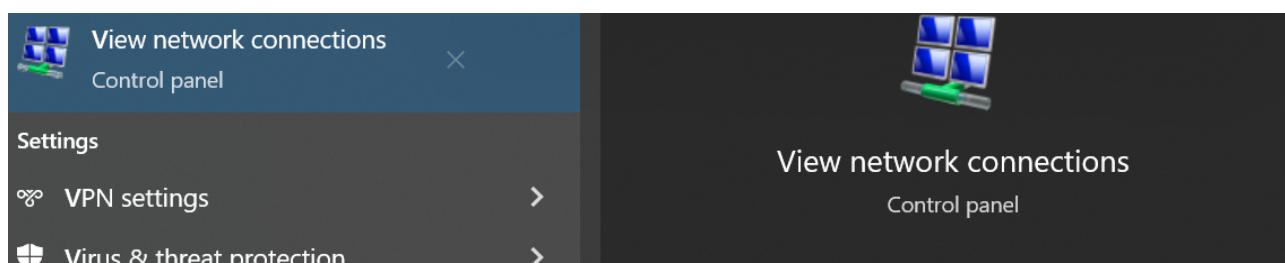 View network connections
Control panel
Settings
VPN settings
Virus & threat protection
View network connections
Control panel